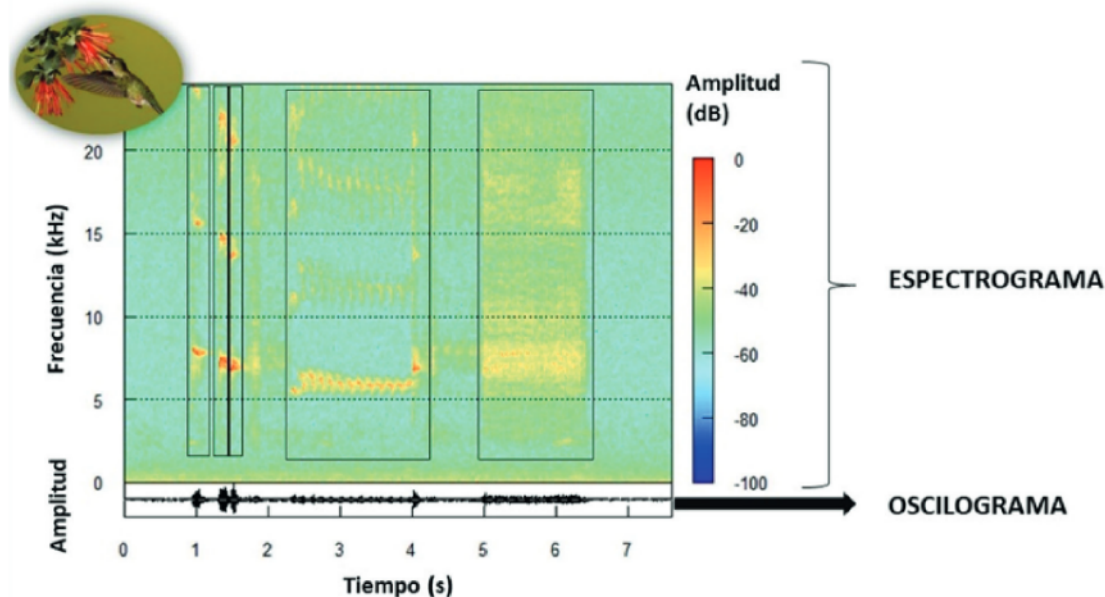 Amplitud
(dB)
0
-20
-40
-60
-80
-100
Frecuencia (kHz)
20
15
10
5
0
Amplitud
0 1 2 3 4 5 6 7
Tiempo (s)
ESPECTROGRAMA
OSCILOGRAMA